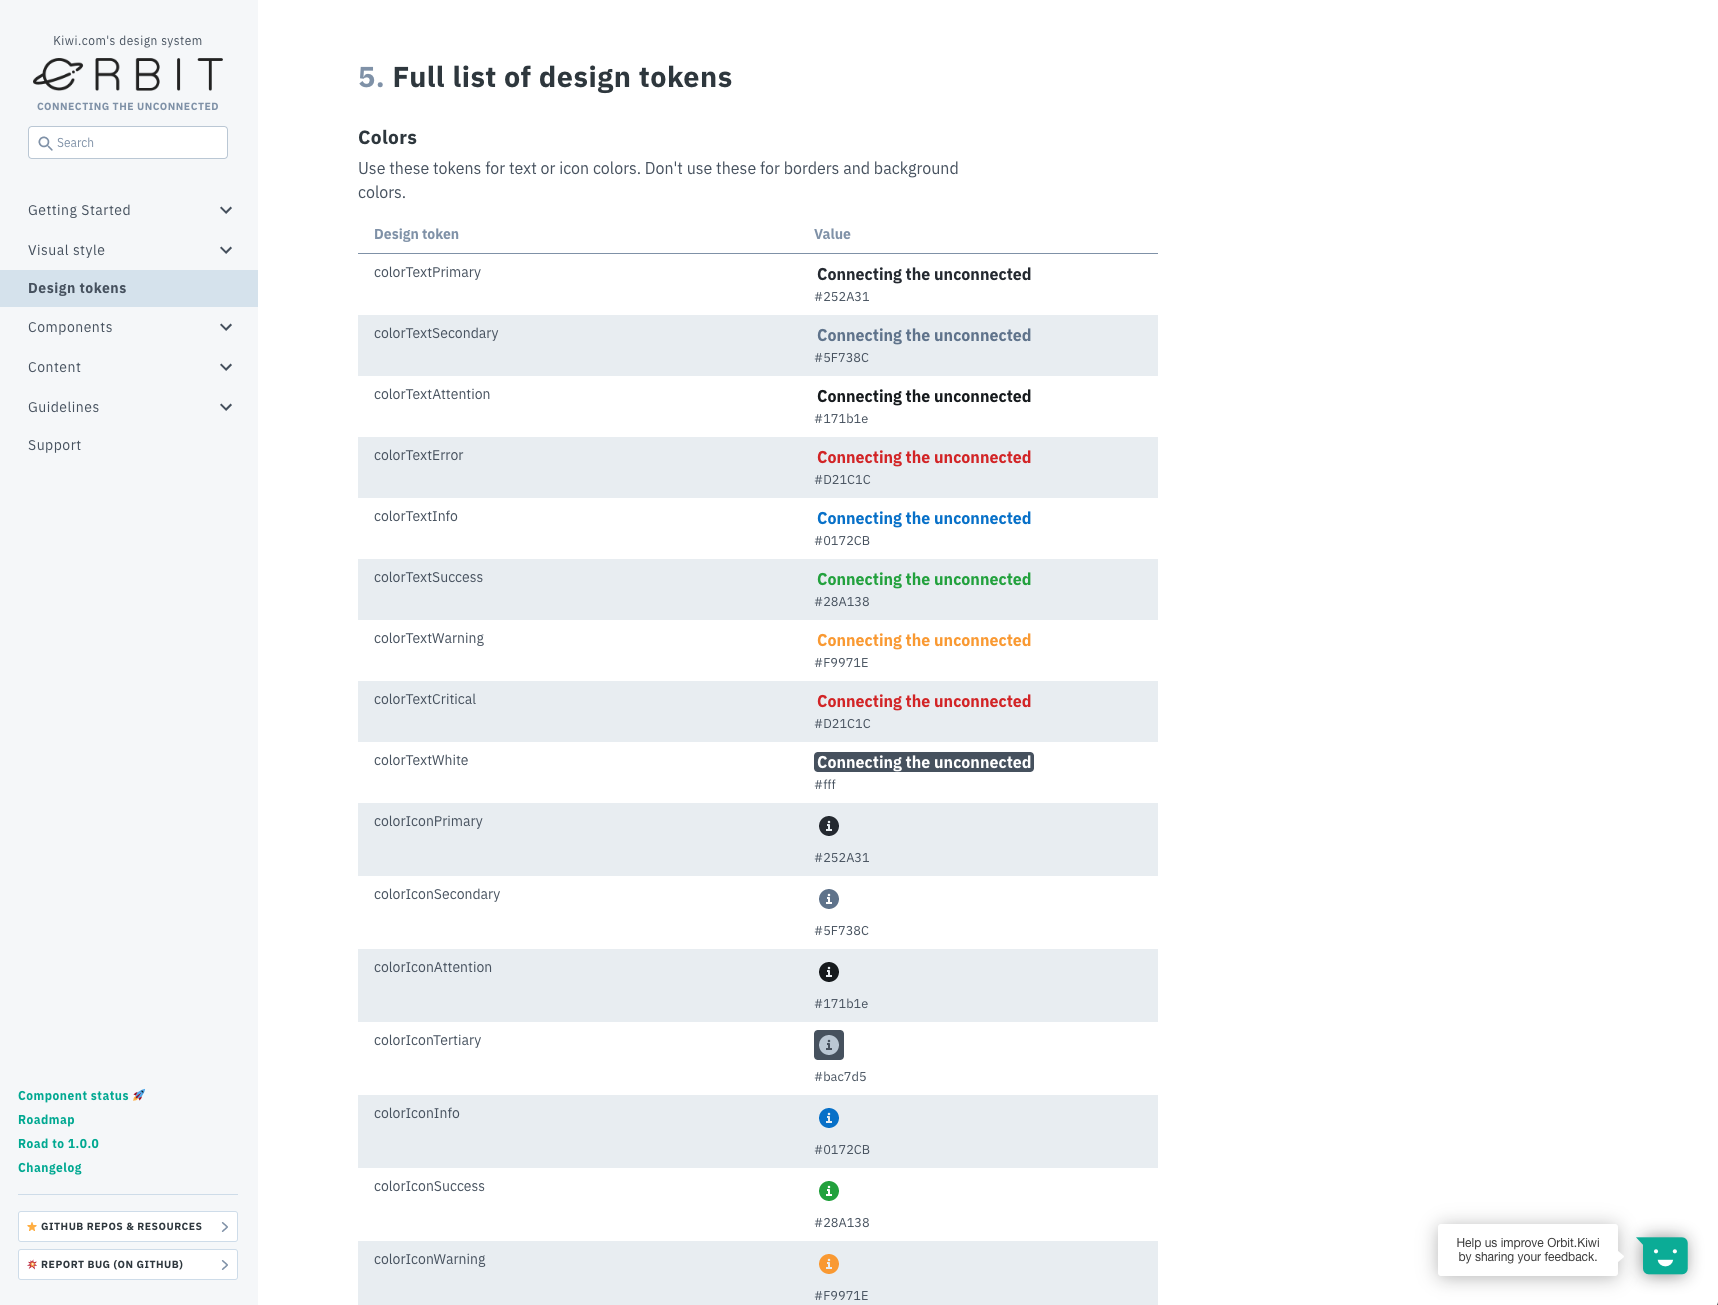 Kiwi.com's design system
ORBIT
CONNECTING THE UNCONNECTED
Search
Getting Started
Visual style
Design tokens
Components
Content
Guidelines
Support
Component status 🚀
Roadmap
Road to 1.0.0
Changelog
GITHUB REPOS & RESOURCES
REPORT BUG (ON GITHUB)
5. Full list of design tokens
Colors
Use these tokens for text or icon colors. Don't use these for borders and background
colors.
Design token Value
colorTextPrimary Connecting the unconnected
#252A31
colorTextSecondary Connecting the unconnected
#5F738C
colorTextAttention Connecting the unconnected
#171b1e
colorTextError Connecting the unconnected
#D21C1C
colorTextInfo Connecting the unconnected
#0172CB
colorTextSuccess Connecting the unconnected
#28A138
colorTextWarning Connecting the unconnected
#F9971E
colorTextCritical Connecting the unconnected
#D21C1C
colorTextWhite Connecting the unconnected
#fff
colorIconPrimary
#252A31
colorIconSecondary
#5F738C
colorIconAttention
#171b1e
colorIconTertiary
#bac7d5
colorIconInfo
#0172CB
colorIconSuccess
#28A138
colorIconWarning
#F9971E
Help us improve Orbit.Kiwi
by sharing your feedback.